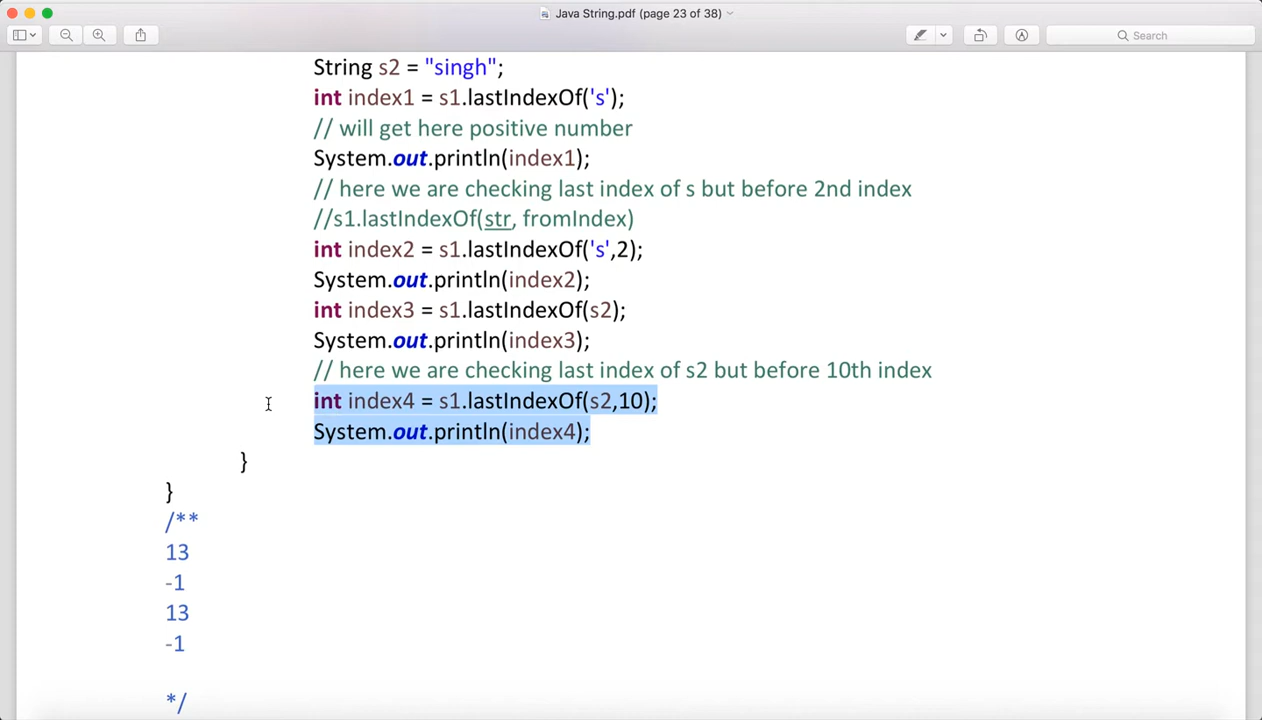 Java String.pdf (page 23 of 38)
Search
String s2 = "singh";
int index1 = s1.lastIndexOf('s');
// will get here positive number
System.out.println(index1);
// here we are checking last index of s but before 2nd index
//s1.lastIndexOf(str, fromIndex)
int index2 = s1.lastIndexOf('s',2);
System.out.println(index2);
int index3 = s1.lastIndexOf(s2);
System.out.println(index3);
// here we are checking last index of s2 but before 10th index
int index4 = s1.lastIndexOf(s2,10);
System.out.println(index4);
}
}
/**
13
-1
13
-1
*/